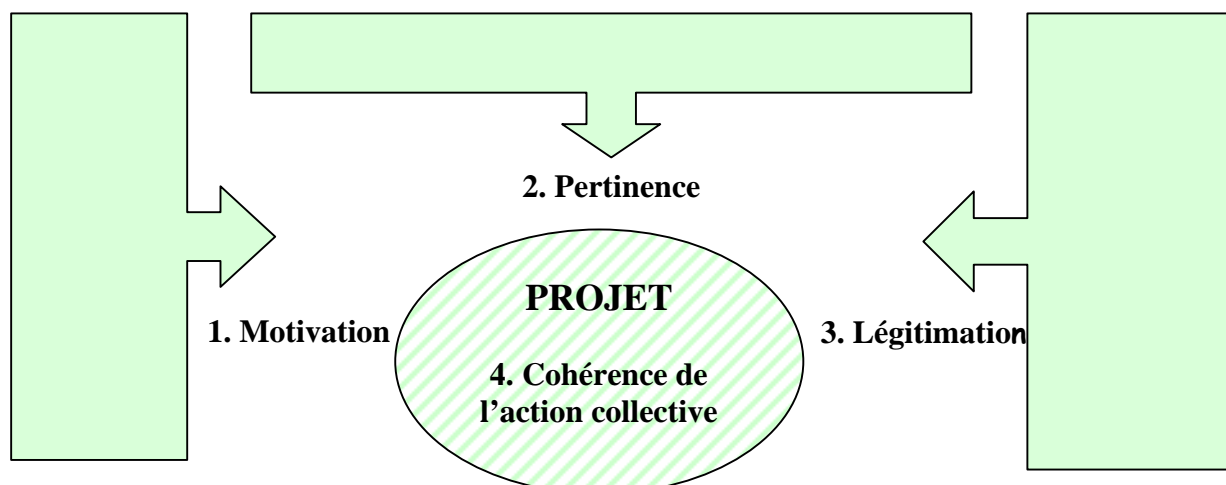 2. Pertinence
PROJET
1. Motivation
3. Légitimation
4. Cohérence de
l’action collective